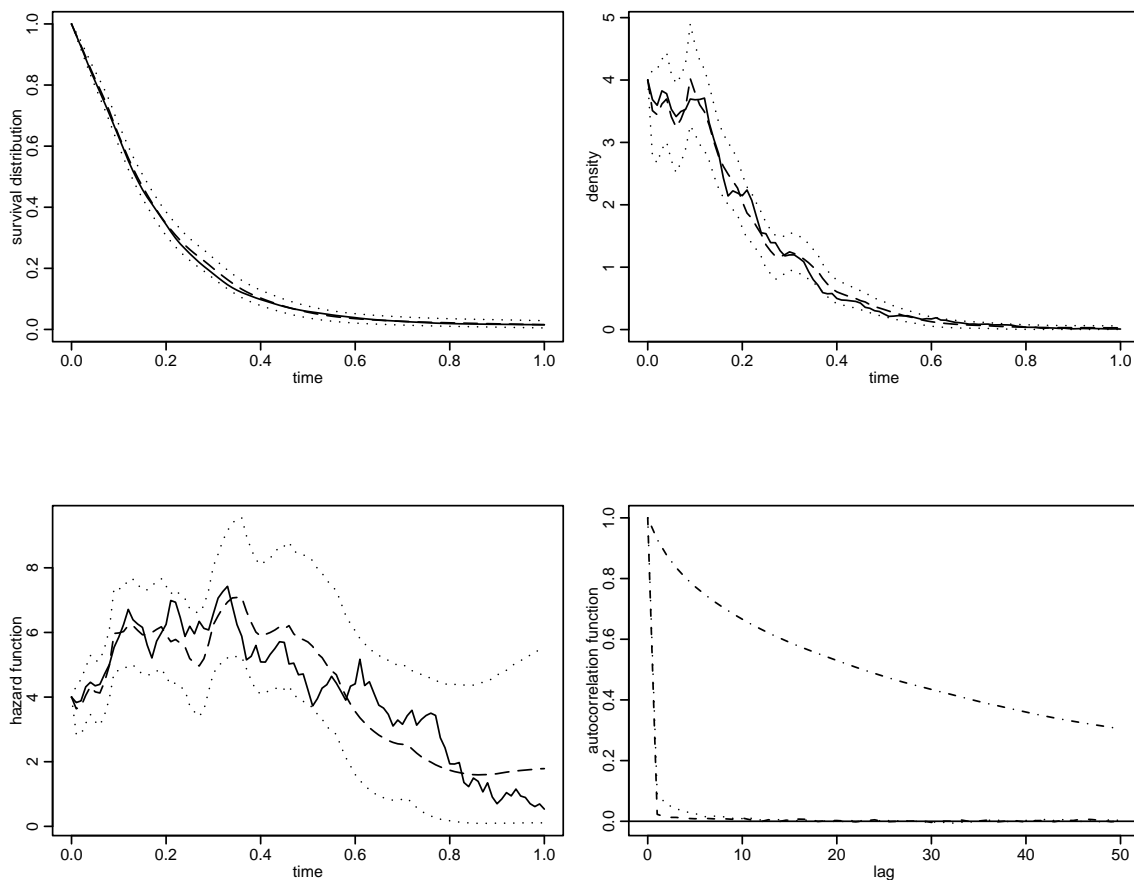 survival distribution
0.0 0.2 0.4 0.6 0.8 1.0
0.0 0.2 0.4 0.6 0.8 1.0
time
density
0 1 2 3 4 5
0.0 0.2 0.4 0.6 0.8 1.0
time
hazard function
0 2 4 6 8
0.0 0.2 0.4 0.6 0.8 1.0
time
autocorrelation function
0.0 0.2 0.4 0.6 0.8 1.0
0 10 20 30 40 50
lag